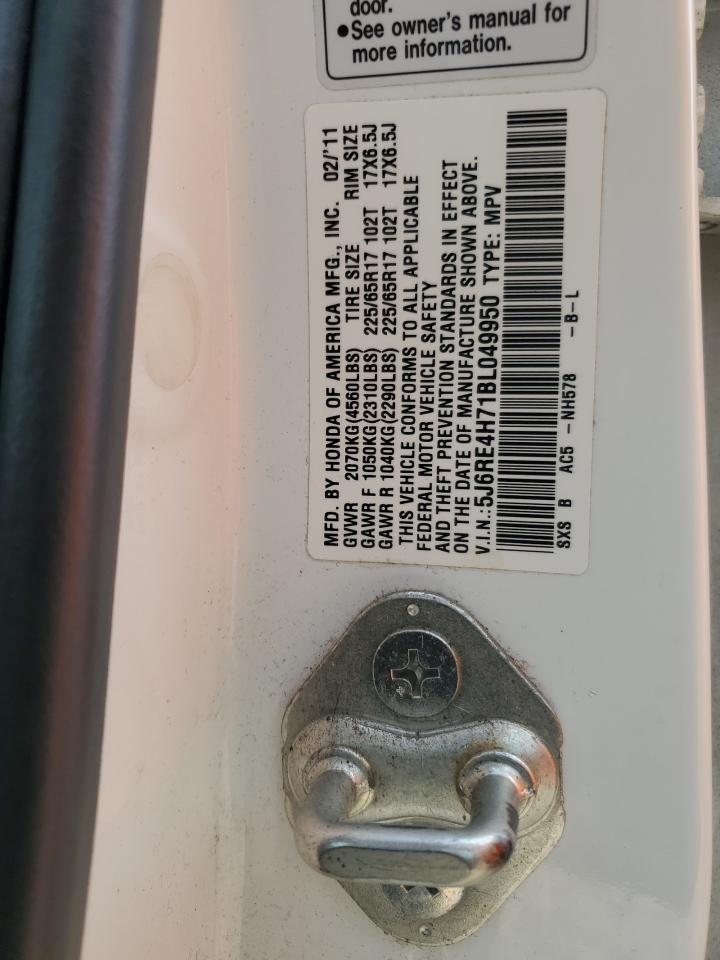 door.
●See owner's manual for
more information.
MFD. BY HONDA OF AMERICA MFG., INC. 02/'11
GVWR 2070KG(4560LBS) TIRE SIZE RIM SIZE
GAWR F 1050KG(2310LBS) 225/65R17 102T 17X6.5J
GAWR R 1040KG(2290LBS) 225/65R17 102T 17X6.5J
THIS VEHICLE CONFORMS TO ALL APPLICABLE
FEDERAL MOTOR VEHICLE SAFETY
AND THEFT PREVENTION STANDARDS IN EFFECT
ON THE DATE OF MANUFACTURE SHOWN ABOVE.
V.I.N.:5J6RE4H71BL049950 TYPE: MPV
SXS B AC5 -NH578 -B-L